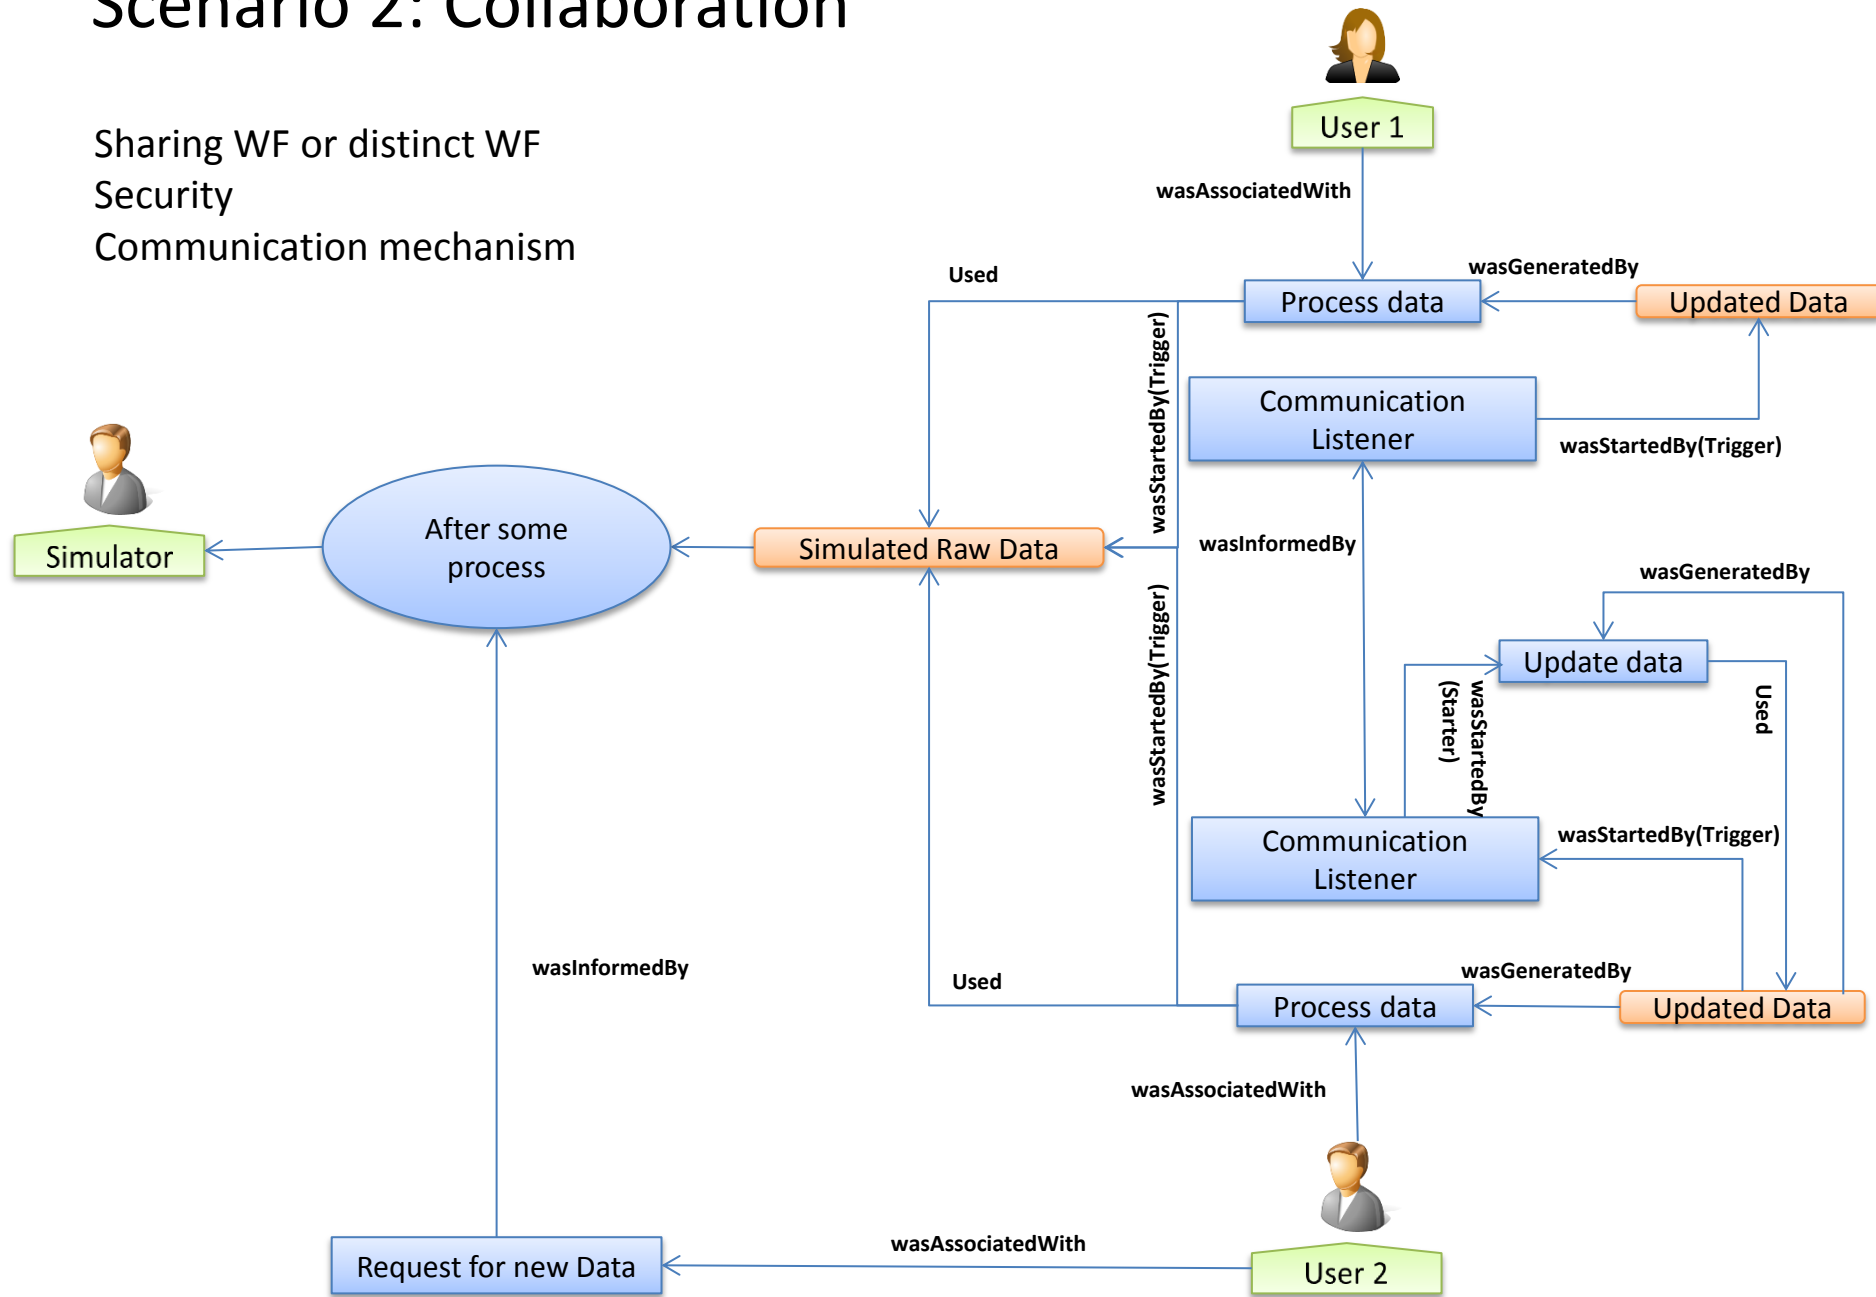 Scenario 2: Collaboration
Sharing WF or distinct WF
Security
Communication mechanism
User 1
wasAssociatedWith
Used
wasGeneratedBy
Process data
Updated Data
wasStartedBy(Trigger)
Communication
Listener
wasStartedBy(Trigger)
Simulator
After some
process
Simulated Raw Data
wasInformedBy
wasGeneratedBy
wasStartedBy(Trigger)
Update data
wasStartedBy
(Starter)
Used
Communication
Listener
wasStartedBy(Trigger)
wasInformedBy
Used
wasGeneratedBy
Process data
Updated Data
wasAssociatedWith
Request for new Data
wasAssociatedWith
User 2